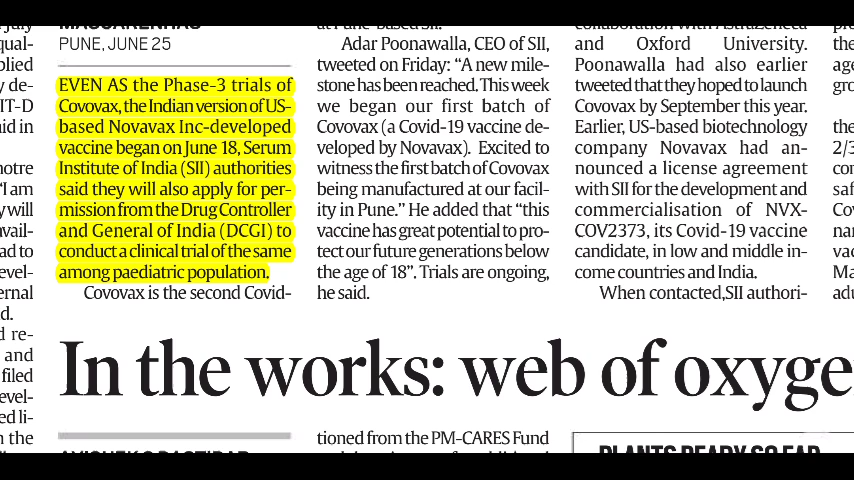 PUNE, JUNE 25
EVEN AS the Phase-3 trials of
Covovax, the Indian version of US-
based Novavax Inc-developed
vaccine began on June 18, Serum
Institute of India (SII) authorities
said they will also apply for per-
mission from the Drug Controller
and General of India (DCGI) to
conduct a clinical trial of the same
among paediatric population.
Covovax is the second Covid-
Adar Poonawalla, CEO of SII,
tweeted on Friday: “A new mile-
stone has been reached. This week
we began our first batch of
Covovax (a Covid-19 vaccine de-
veloped by Novavax). Excited to
witness the first batch of Covovax
being manufactured at our facil-
ity in Pune.” He added that “this
vaccine has great potential to pro-
tect our future generations below
the age of 18”. Trials are ongoing,
he said.
and Oxford University.
Poonawalla had also earlier
tweeted that they hoped to launch
Covovax by September this year.
Earlier, US-based biotechnology
company Novavax had an-
nounced a license agreement
with SII for the development and
commercialisation of NVX-
COV2373, its Covid-19 vaccine
candidate, in low and middle in-
come countries and India.
When contacted,SII authori-
In the works: web of oxyge
tioned from the PM-CARES Fund
PLANTS READY SO FAR